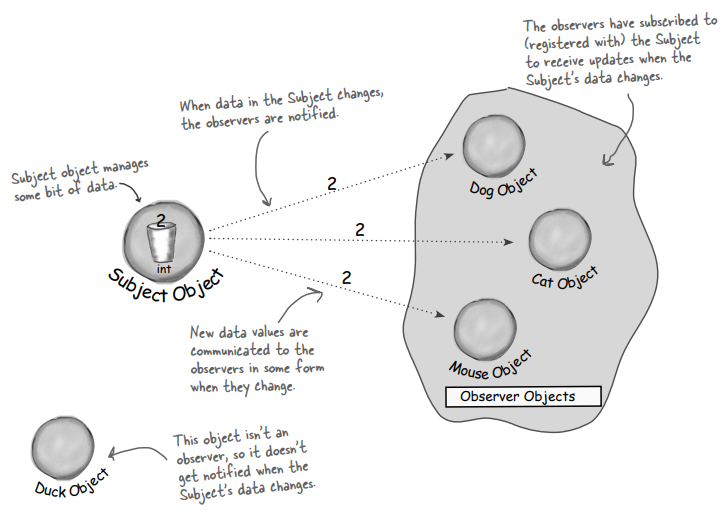 The observers have subscribed to
(registered with) the Subject
to receive updates when the
Subject's data changes.
When data in the Subject changes,
the observers are notified.
Subject object manages
some bit of data.
2
int
Subject Object
2
2
2
Dog Object
Cat Object
Mouse Object
Observer Objects
New data values are
communicated to the
observers in some form
when they change.
Duck Object
This object isn't an
observer, so it doesn't
get notified when the
Subject's data changes.